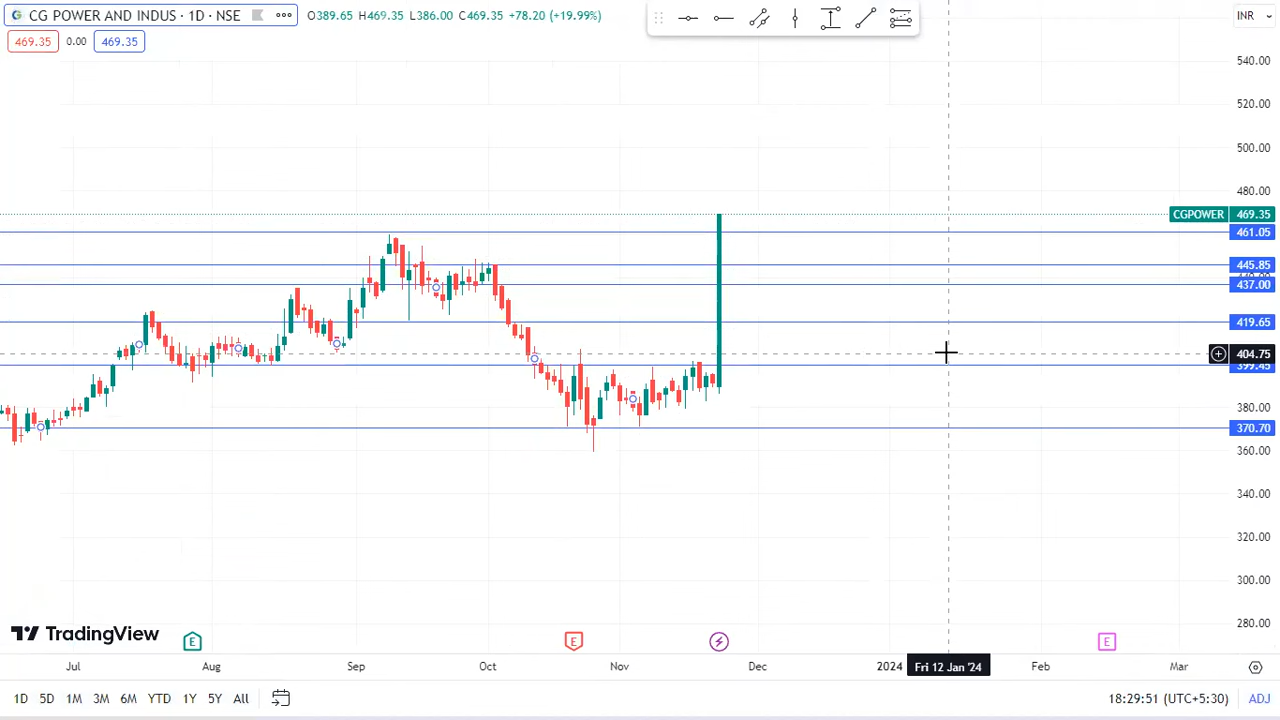 CG POWER AND INDUS · 1D · NSE O389.65 H469.35 L386.00 C469.35 +78.20 (+19.99%) INR
469.35 0.00 469.35
540.00
520.00
500.00
480.00
CGPOWER 469.35
461.05
445.85
437.00
419.65
404.75
399.45
380.00
370.70
360.00
340.00
320.00
300.00
280.00
TradingView
E E E
Jul Aug Sep Oct Nov Dec 2024 Fri 12 Jan '24 Feb Mar
1D 5D 1M 3M 6M YTD 1Y 5Y All 18:29:51 (UTC+5:30) ADJ